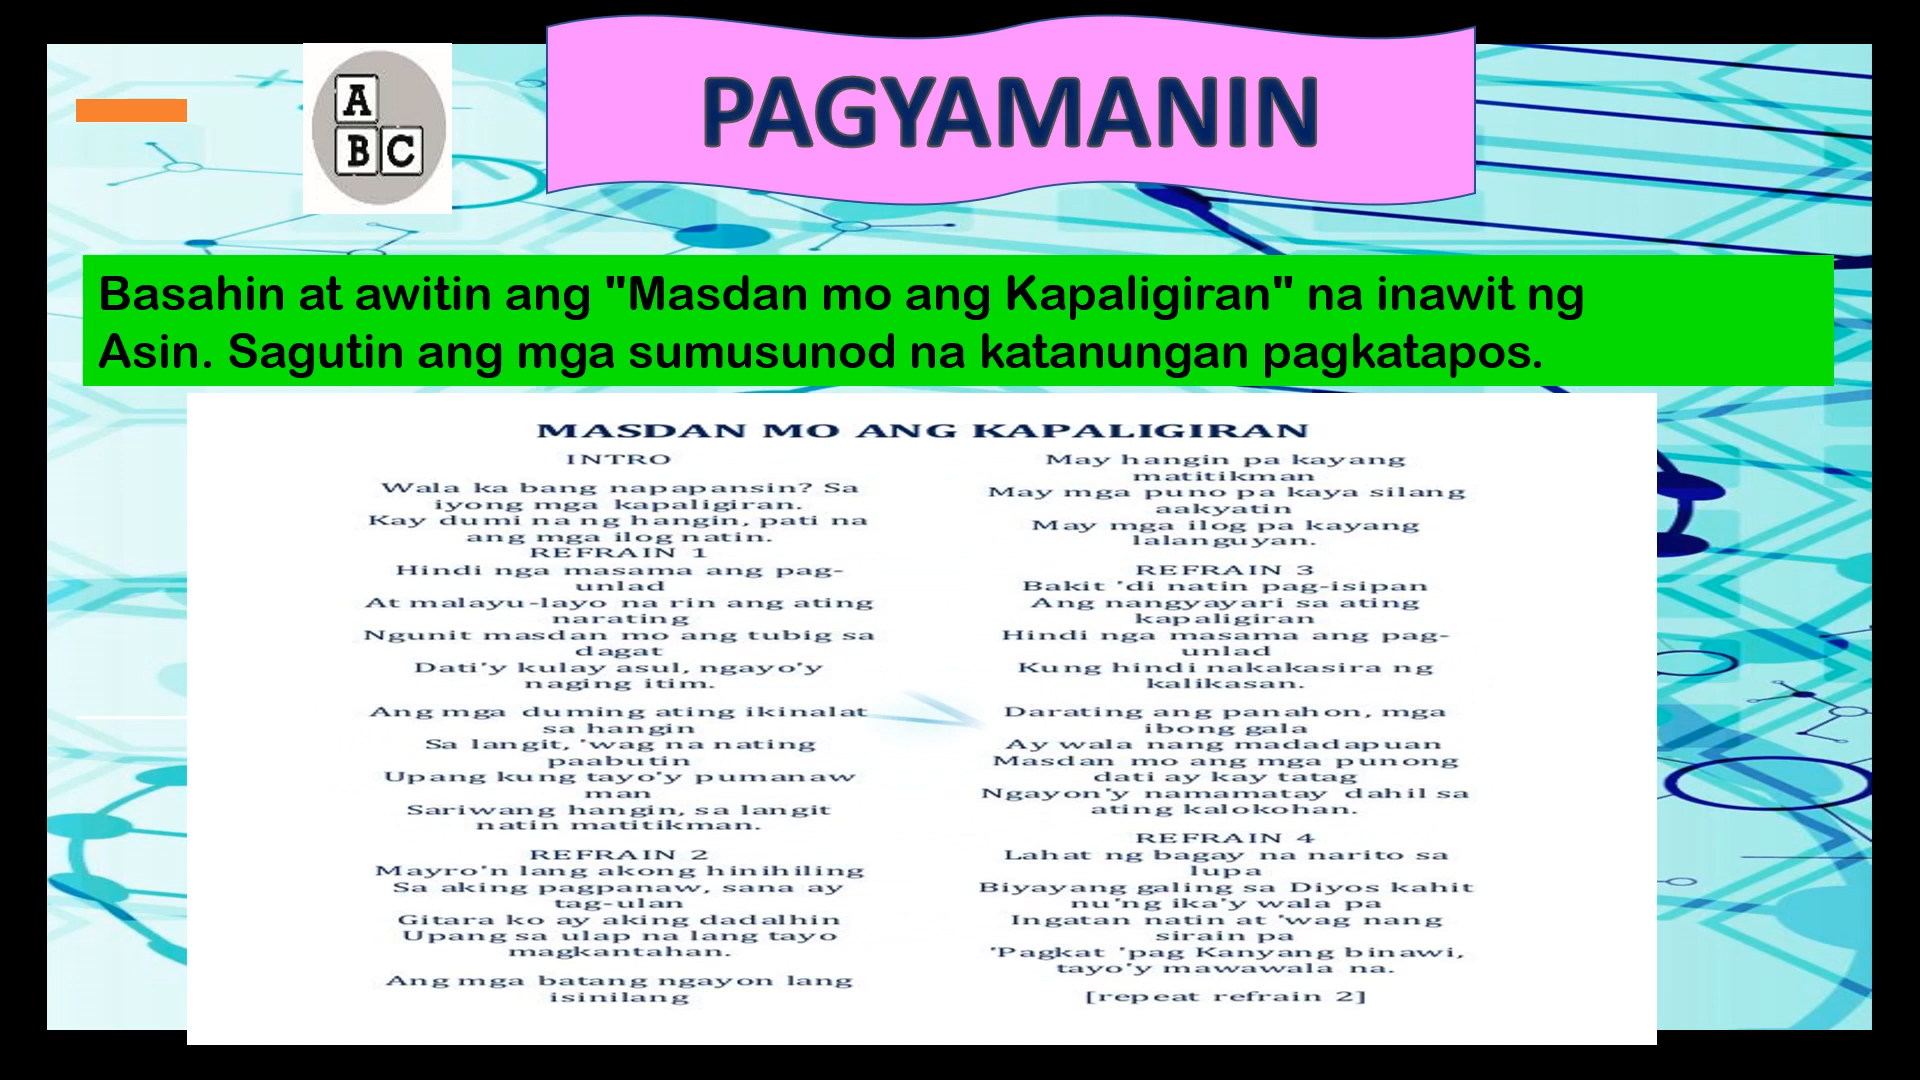 A
B C
PAGYAMANIN
Basahin at awitin ang "Masdan mo ang Kapaligiran" na inawit ng
Asin. Sagutin ang mga sumusunod na katanungan pagkatapos.
MASDAN MO ANG KAPALIGIRAN
INTRO
Wala ka bang napapansin? Sa
iyong mga kapaligiran.
Kay dumi na ng hangin, pati na
ang mga ilog natin.
REFRAIN 1
Hindi nga masama ang pag-
unlad
At malayu-layo na rin ang ating
narating
Ngunit masdan mo ang tubig sa
dagat
Dati'y kulay asul, ngayo'y
naging itim.
Ang mga duming ating ikinalat
sa hangin
Sa langit, 'wag na nating
paabutin
Upang kung tayo'y pumanaw
man
Sariwang hangin, sa langit
natin matitikman.
REFRAIN 2
Mayro'n lang akong hinihiling
Sa aking pagpanaw, sana ay
tag-ulan
Gitara ko ay aking dadalhin
Upang sa ulap na lang tayo
magkantahan.
Ang mga batang ngayon lang
isinilang
May hangin pa kayang
matitikman
May mga puno pa kaya silang
aakyatin
May mga ilog pa kayang
lalanguyan.
REFRAIN 3
Bakit 'di natin pag-isipan
Ang nangyayari sa ating
kapaligiran
Hindi nga masama ang pag-
unlad
Kung hindi nakakasira ng
kalikasan.
Darating ang panahon, mga
ibong gala
Ay wala nang madadapuan
Masdan mo ang mga punong
dati ay kay tatag
Ngayon'y namamatay dahil sa
ating kalokohan.
REFRAIN 4
Lahat ng bagay na narito sa
lupa
Biyayang galing sa Diyos kahit
nu'ng ika'y wala pa
Ingatan natin at 'wag nang
sirain pa
'Pagkat 'pag Kanyang binawi,
tayo'y mawawala na.
[repeat refrain 2]